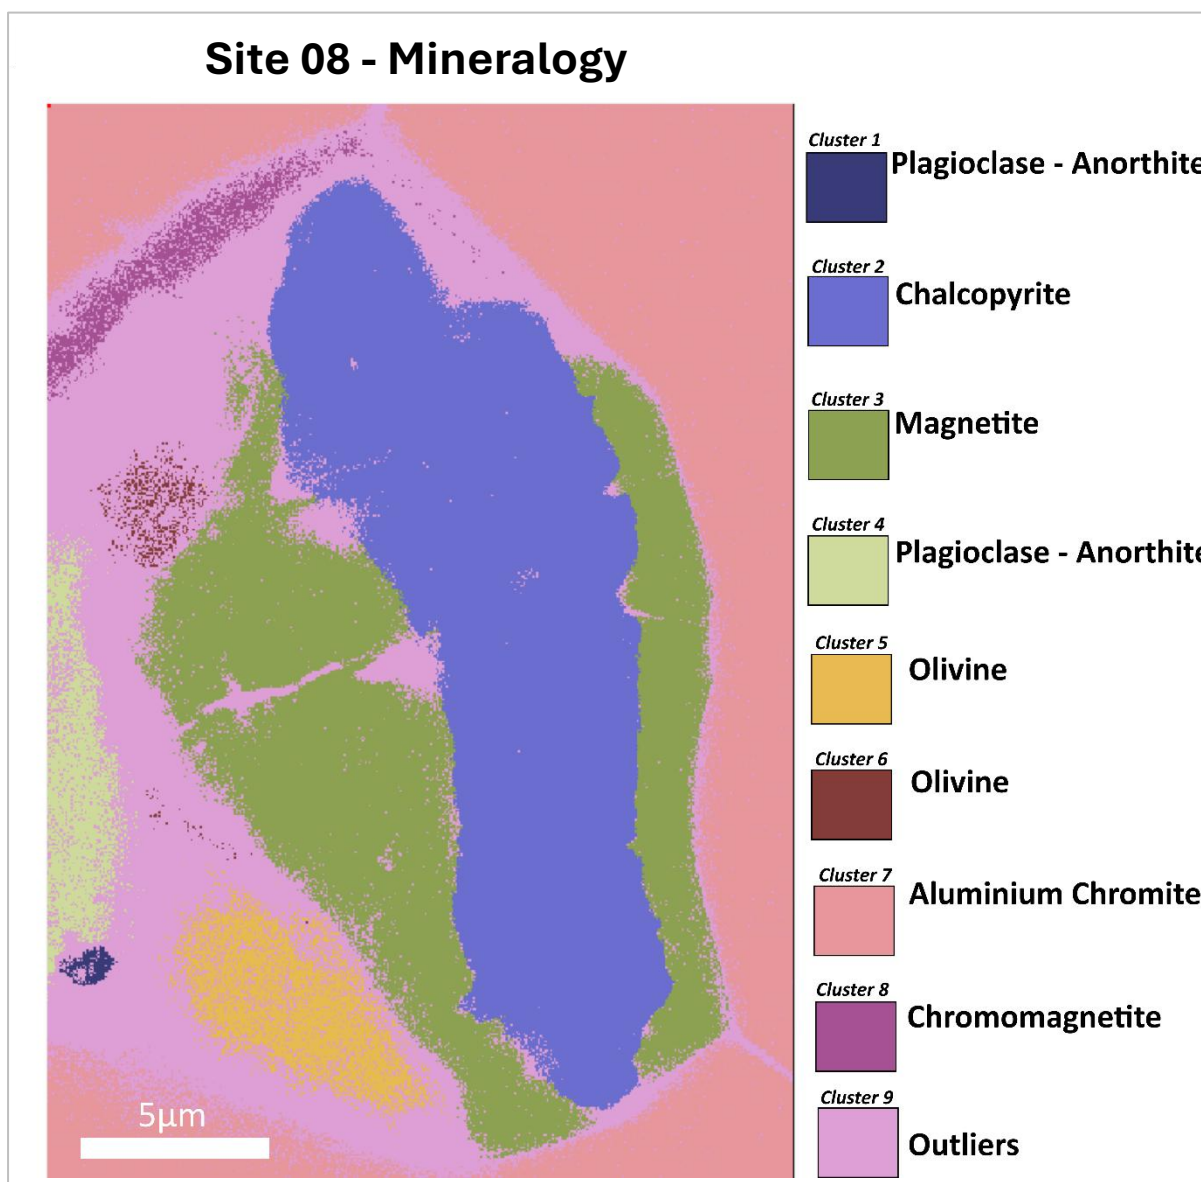 Site 08 - Mineralogy
Cluster 1
Plagioclase - Anorthite
Cluster 2
Chalcopyrite
Cluster 3
Magnetite
Cluster 4
Plagioclase - Anorthite
Cluster 5
Olivine
Cluster 6
Olivine
Cluster 7
Aluminium Chromite
Cluster 8
Chromomagnetite
Cluster 9
Outliers
5µm